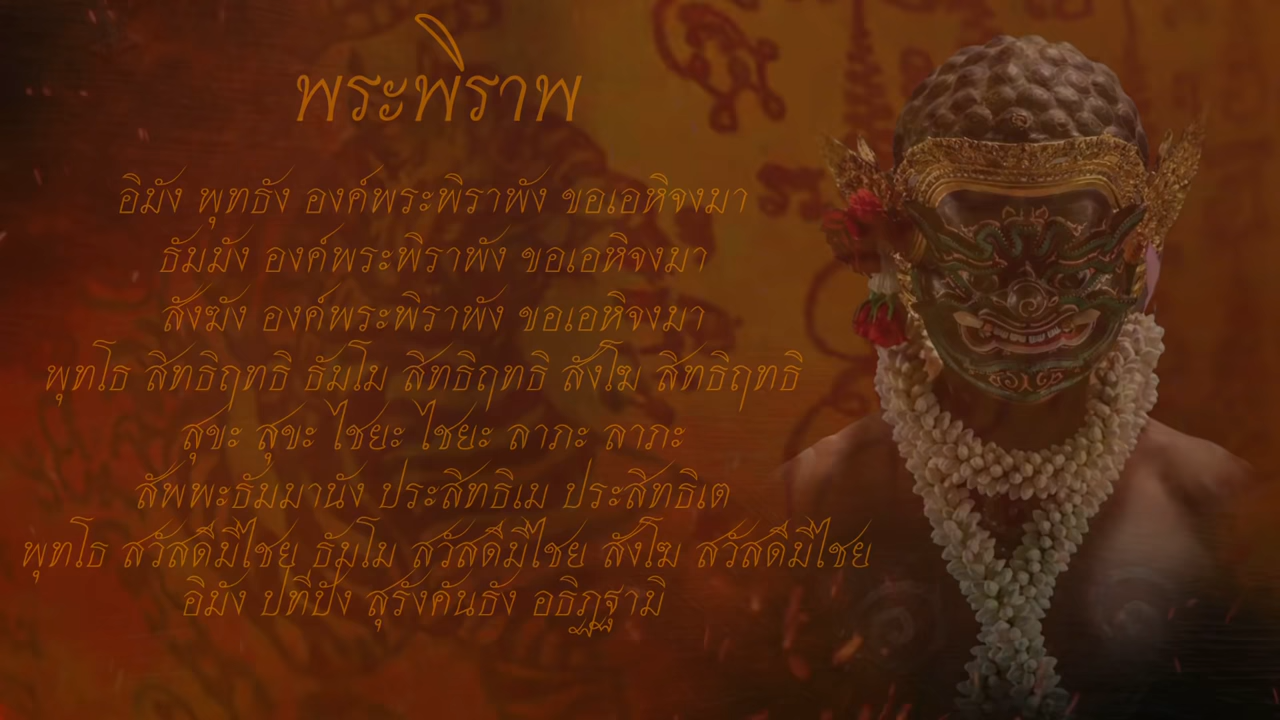 พระพิราพ
อิมัง พุทธัง องค์พระพิราพัง ขอเอหิจงมา
ธัมมัง องค์พระพิราพัง ขอเอหิจงมา
สังฆัง องค์พระพิราพัง ขอเอหิจงมา
พุทโธ สิทธิฤทธิ ธัมโม สิทธิฤทธิ สังโฆ สิทธิฤทธิ
สุขะ สุขะ ไชยะ ไชยะ ลาภะ ลาภะ
สัพพะธัมมานัง ประสิทธิเม ประสิทธิเต
พุทโธ สวัสดีมีไชย ธัมโม สวัสดีมีไชย สังโฆ สวัสดีมีไชย
อิมัง ปทีปัง สุรังคันธัง อธิฏฐามิ